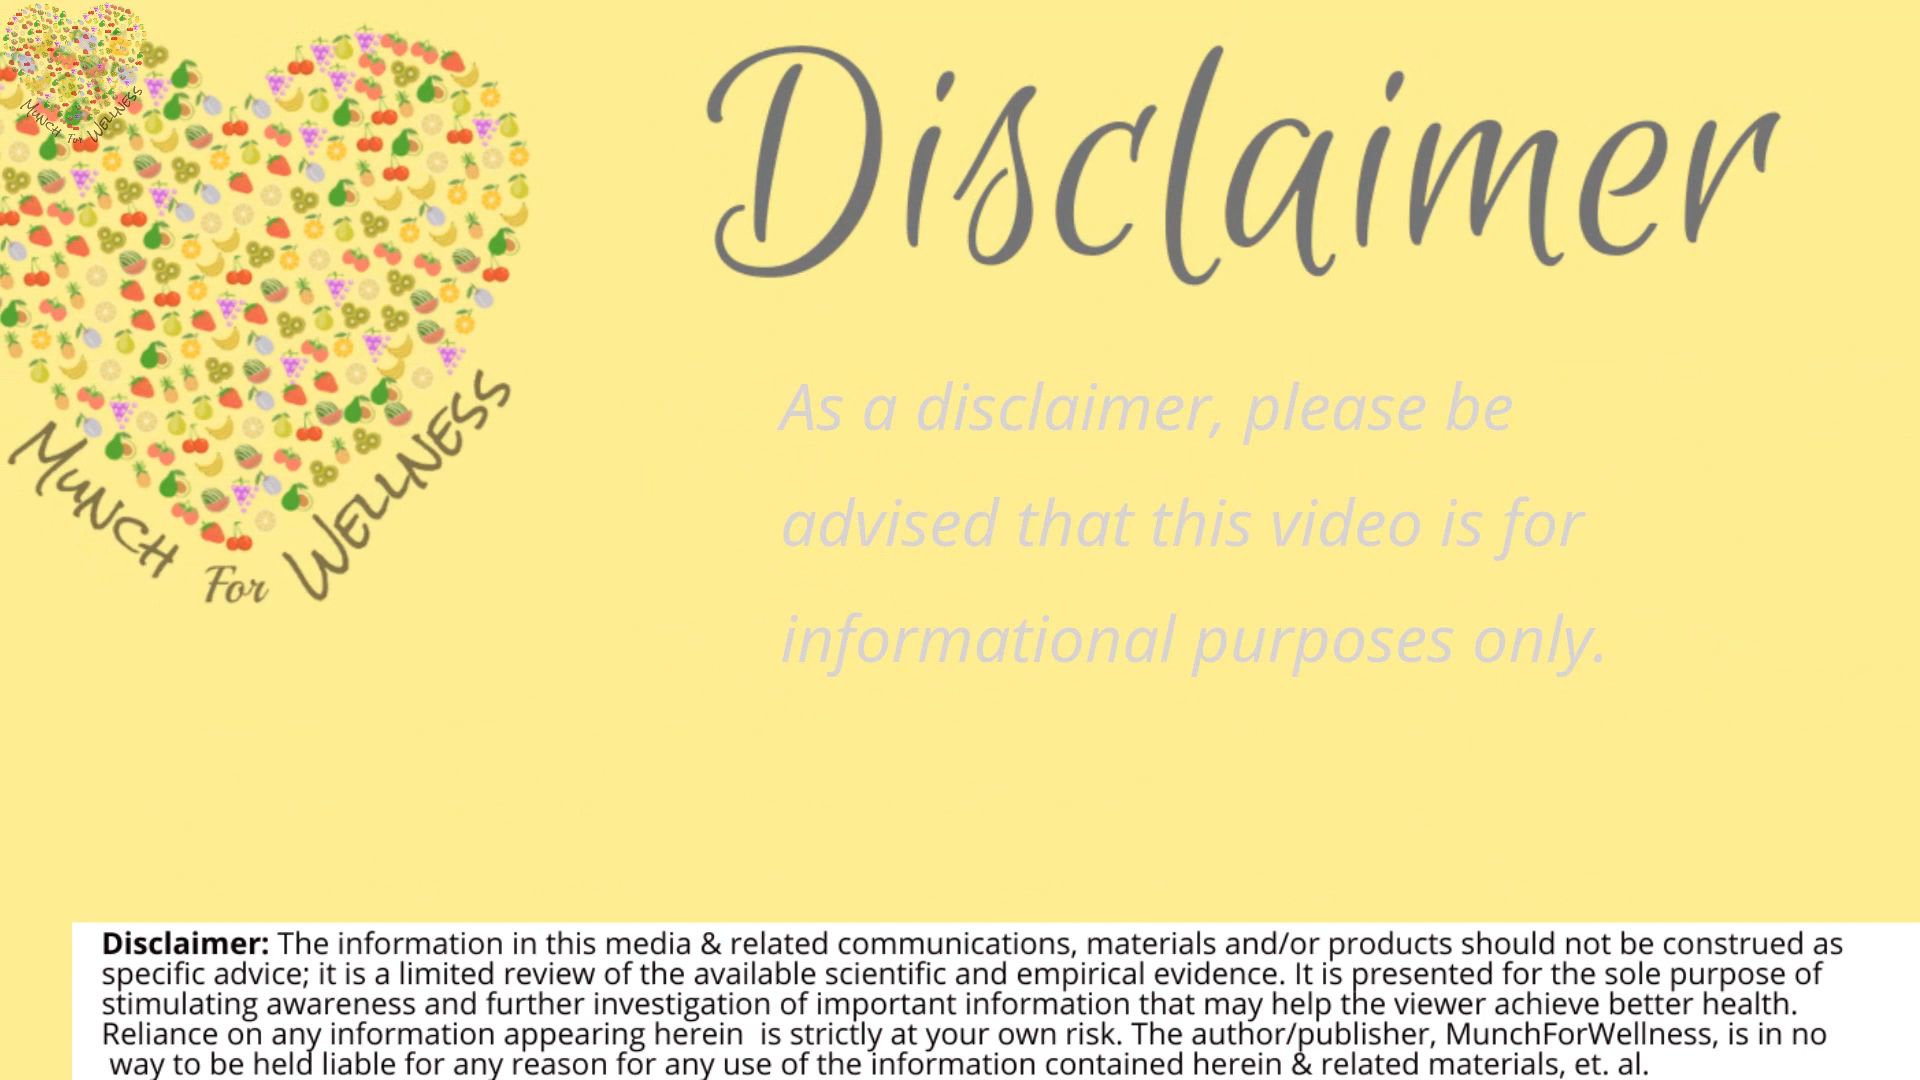 MUNCH For WELLNESS
Disclaimer
MUNCH For WELLNESS
As a disclaimer, please be
advised that this video is for
informational purposes only.
Disclaimer: The information in this media & related communications, materials and/or products should not be construed as
specific advice; it is a limited review of the available scientific and empirical evidence. It is presented for the sole purpose of
stimulating awareness and further investigation of important information that may help the viewer achieve better health.
Reliance on any information appearing herein  is strictly at your own risk. The author/publisher, MunchForWellness, is in no
way to be held liable for any reason for any use of the information contained herein & related materials, et. al.